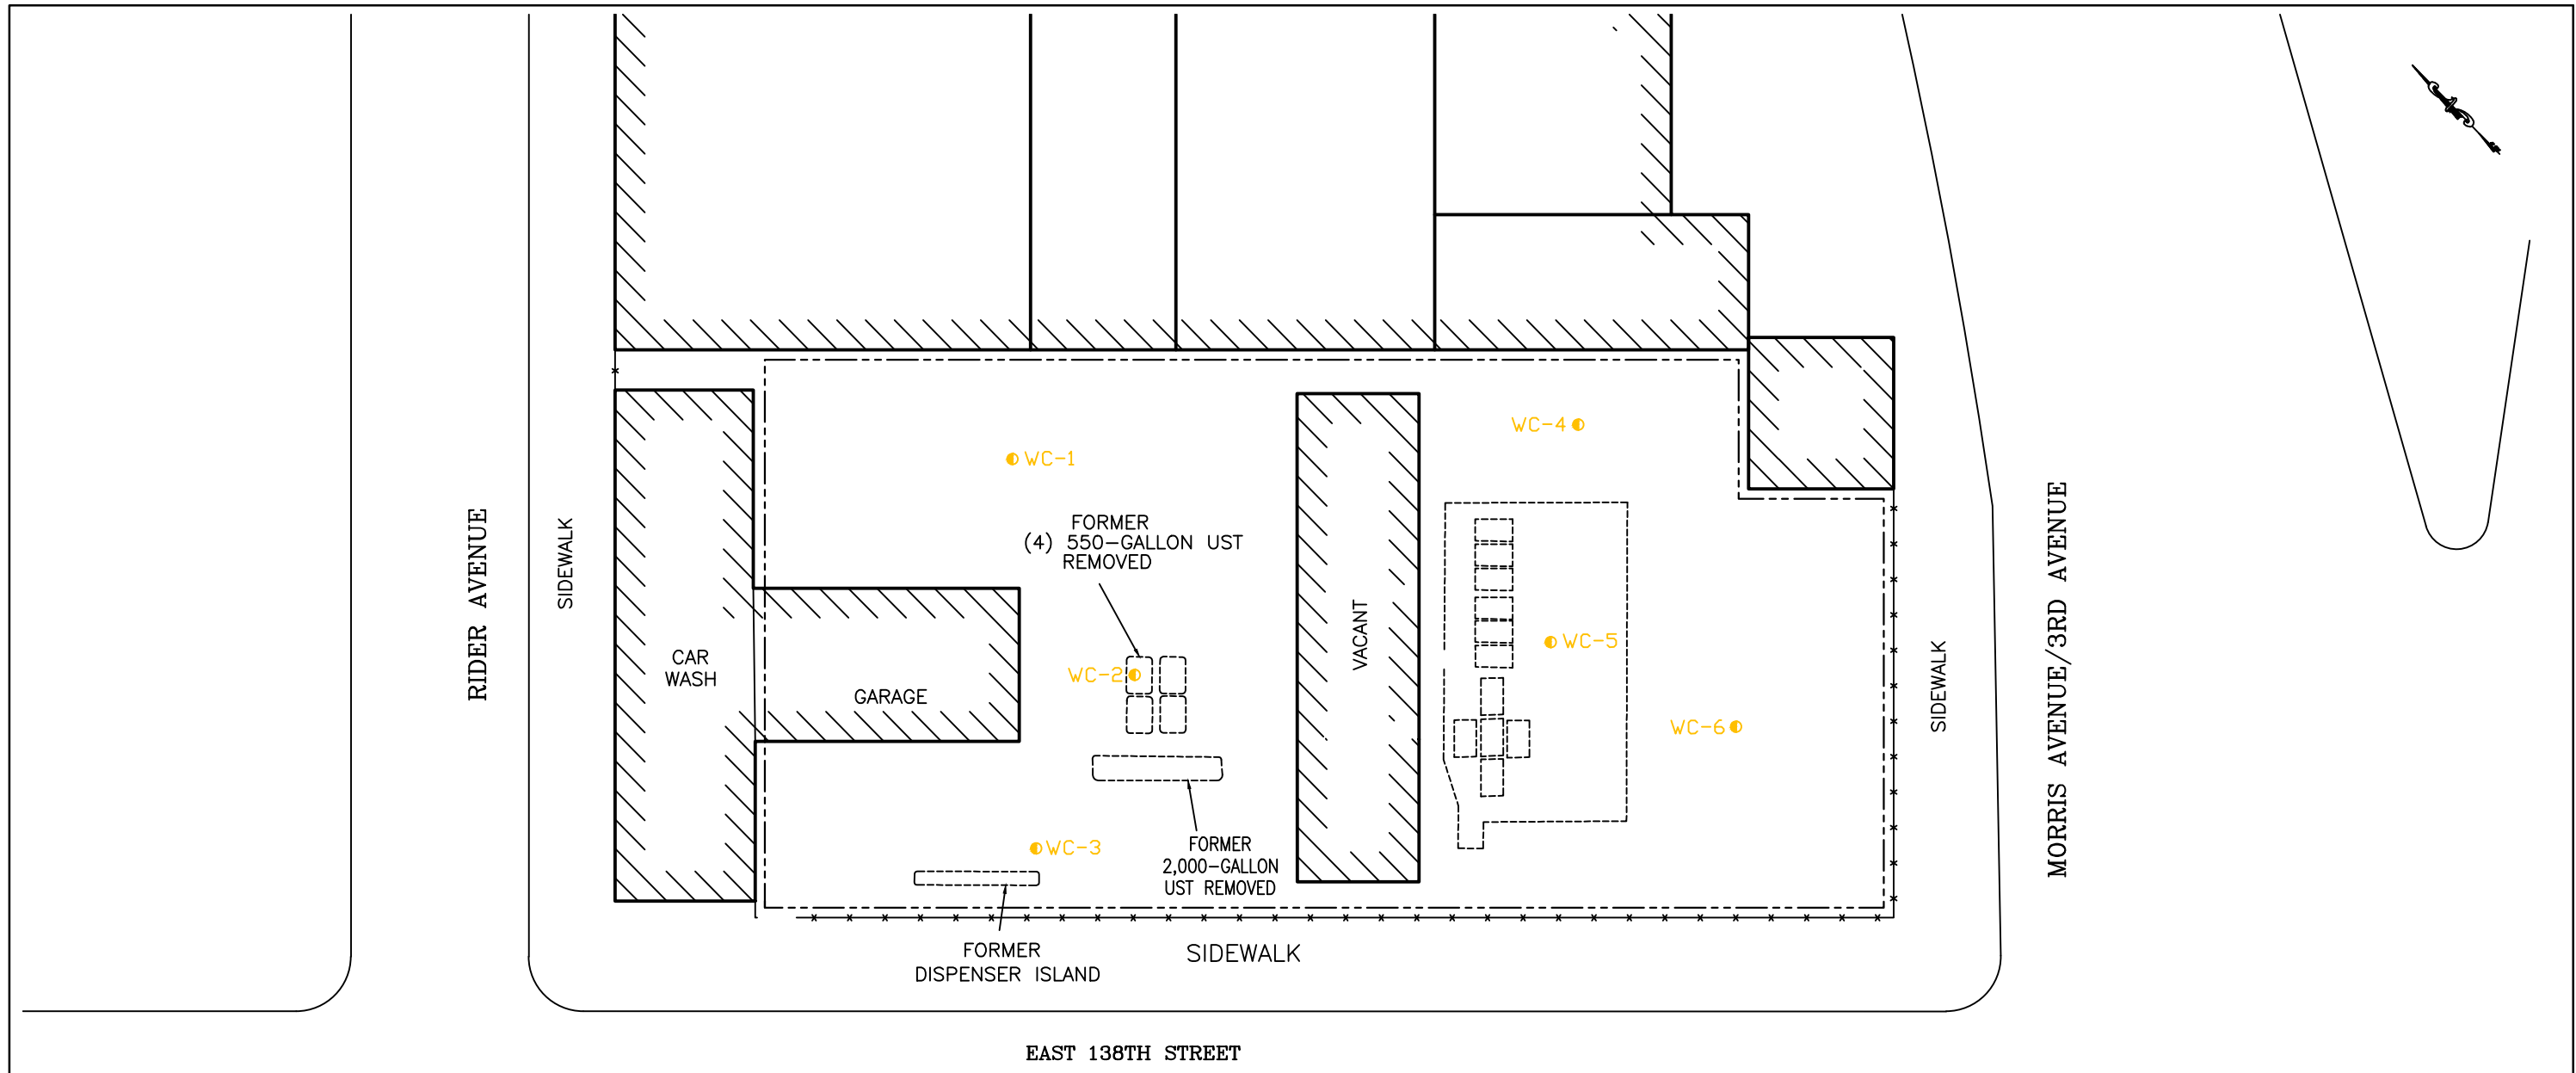 WC-4
WC-1
FORMER
(4) 550-GALLON UST
REMOVED
RIDER AVENUE
SIDEWALK
CAR
WASH
GARAGE
WC-2
VACANT
WC-5
WC-6
SIDEWALK
MORRIS AVENUE/3RD AVENUE
WC-3
FORMER
2,000-GALLON
UST REMOVED
FORMER
DISPENSER ISLAND
SIDEWALK
EAST 138TH STREET